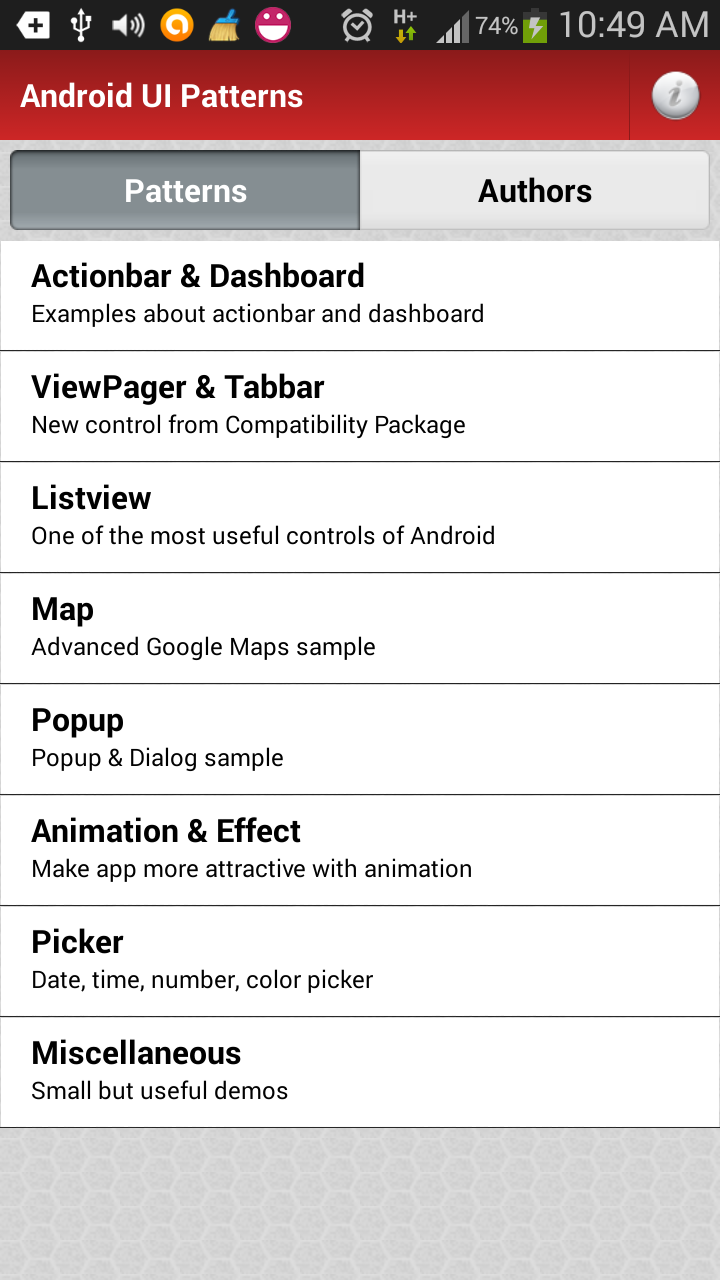 H+ 74% 10:49 AM
Android UI Patterns
Patterns Authors
Actionbar & Dashboard
Examples about actionbar and dashboard
ViewPager & Tabbar
New control from Compatibility Package
Listview
One of the most useful controls of Android
Map
Advanced Google Maps sample
Popup
Popup & Dialog sample
Animation & Effect
Make app more attractive with animation
Picker
Date, time, number, color picker
Miscellaneous
Small but useful demos